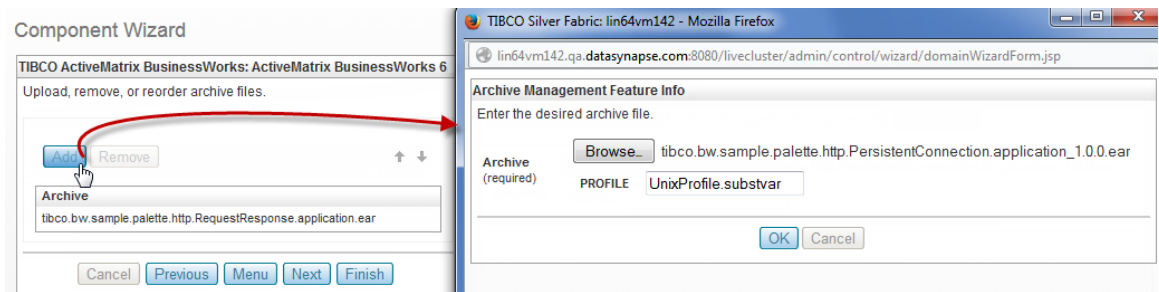 Component Wizard
TIBCO ActiveMatrix BusinessWorks: ActiveMatrix BusinessWorks 6
Upload, remove, or reorder archive files.
Add Remove
Archive
tibco.bw.sample.palette.http.RequestResponse.application.ear
Cancel Previous Menu Next Finish
TIBCO Silver Fabric: lin64vm142 - Mozilla Firefox
lin64vm142.qa.datasynapse.com:8080/livecluster/admin/control/wizard/domainWizardForm.jsp
Archive Management Feature Info
Enter the desired archive file.
Archive
(required)
Browse... tibco.bw.sample.palette.http.PersistentConnection.application_1.0.0.ear
PROFILE UnixProfile.substvar
OK Cancel